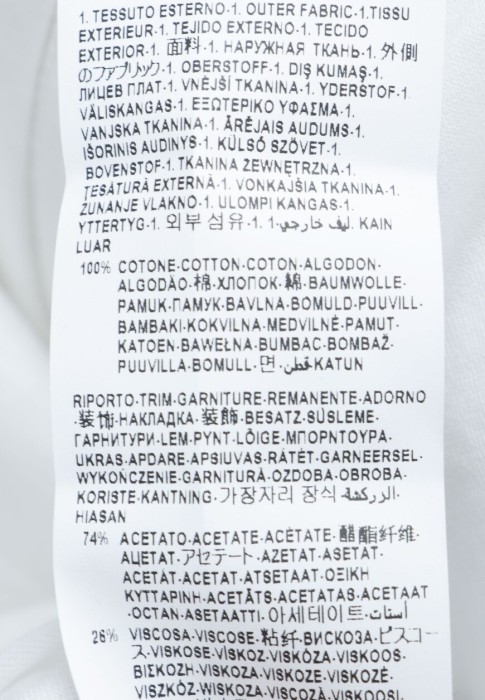 1. TESSUTO ESTERNO·1. OUTER FABRIC·1.TISSU
EXTERIEUR·1. TEJIDO EXTERNO·1. TECIDO
EXTERIOR·1. 面料·1. НАРУЖНАЯ ТКАНЬ·1. 外側
のファブリック·1. OBERSTOFF·1. DIŞ KUMAŞ·1.
ЛИЦЕВ ПЛАТ·1. VNĚJŠÍ TKANINA·1. YDERSTOF·1
VÄLISKANGAS·1. ΕΞΩΤΕΡΙΚΟ ΥΦΑΣΜΑ·1.
VANJSKA TKANINA·1. ĀRĒJAIS AUDUMS·1.
IŠORINIS AUDINYS·1. KÜLSŐ SZÖVET·1.
BOVENSTOF·1. TKANINA ZEWNĘTRZNA·1.
ŢESĂTURĂ EXTERNĂ·1. VONKAJŠIA TKANINA·1.
ZUNANJE VLAKNO·1. ULOMPI KANGAS·1.
YTTERTYG·1. 외부 섬유·1. ليف خارجي·1. KAIN
LUAR
100% COTONE·COTTON·COTON·ALGODON·
ALGODÃO·棉·ХЛОПОК·綿·BAUMWOLLE·
PAMUK·ПАМУК·BAVLNA·BOMULD·PUUVILL·
BAMBAKI·KOKVILNA·MEDVILNĖ·PAMUT·
KATOEN·BAWEŁNA·BUMBAC·BOMBAŽ·
PUUVILLA·BOMULL·면·قطن·KATUN
RIPORTO·TRIM·GARNITURE·REMANENTE·ADORNO
·装饰·НАКЛАДКА·装飾·BESATZ·SÜSLEME·
ГАРНИТУРИ·LEM·PYNT·LÕIGE·ΜΠΟΡΝΤΟΥΡΑ·
UKRAS·APDARE·APSIUVAS·RÁTÉT·GARNEERSEL·
WYKOŃCZENIE·GARNITURĂ·OZDOBA·OBROBA·
KORISTE·KANTNING·가장자리 장식·الزركشة·
HIASAN
74% ACETATO·ACETATE·ACÉTATE·醋酯纤维·
АЦЕТАТ·アセテート·AZETAT·ASETAT·
ACETÁT·ACETAT·ATSETAAT·ΟΞΙΚΗ
ΚΥΤΤΑΡΙΝΗ·ACETĀTS·ACETATAS·ACETAAT
·OCTAN·ASETAATTI·아세테이트·أستات·
26% VISCOSA·VISCOSE·粘纤·ВИСКОЗА·ビスコー
ス·VISKOSE·VİSKOZ·VISKÓZA·VISKOOS·
ΒΙΣΚΟΖΗ·VISKOZA·VISKOZE·VISKOZĖ·
VISZKÓZ·WISKOZA·VISCOZĂ·VISKOOSI·